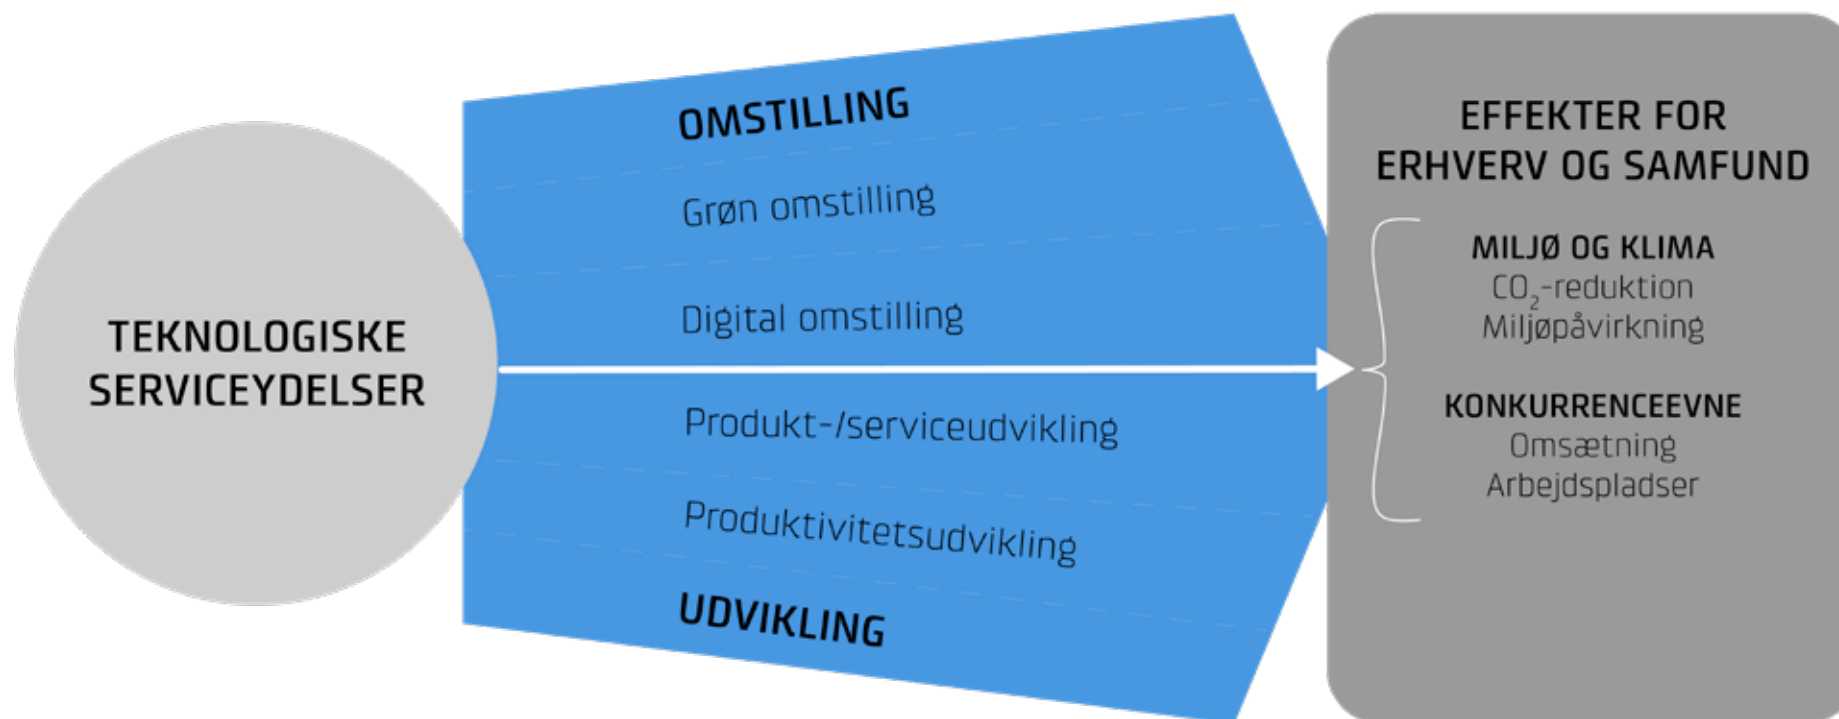 TEKNOLOGISKE
SERVICEYDELSER
OMSTILLING
Grøn omstilling
Digital omstilling
Produkt-/serviceudvikling
Produktivitetsudvikling
UDVIKLING
EFFEKTER FOR
ERHVERV OG SAMFUND
MILJØ OG KLIMA
CO₂-reduktion
Miljøpåvirkning
KONKURRENCEEVNE
Omsætning
Arbejdspladser